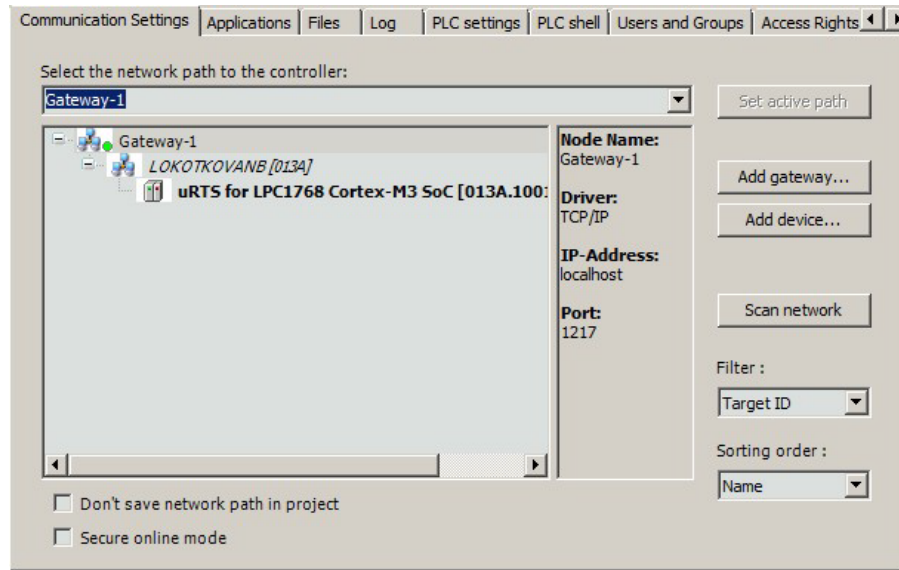 Communication Settings Applications Files Log PLC settings PLC shell Users and Groups Access Rights
Select the network path to the controller:
Gateway-1
Set active path
Gateway-1
LOKOTKOVANB [013A]
uRTS for LPC1768 Cortex-M3 SoC [013A.1001
Node Name:
Gateway-1
Driver:
TCP/IP
IP-Address:
localhost
Port:
1217
Add gateway...
Add device...
Scan network
Filter :
Target ID
Sorting order :
Name
Don't save network path in project
Secure online mode